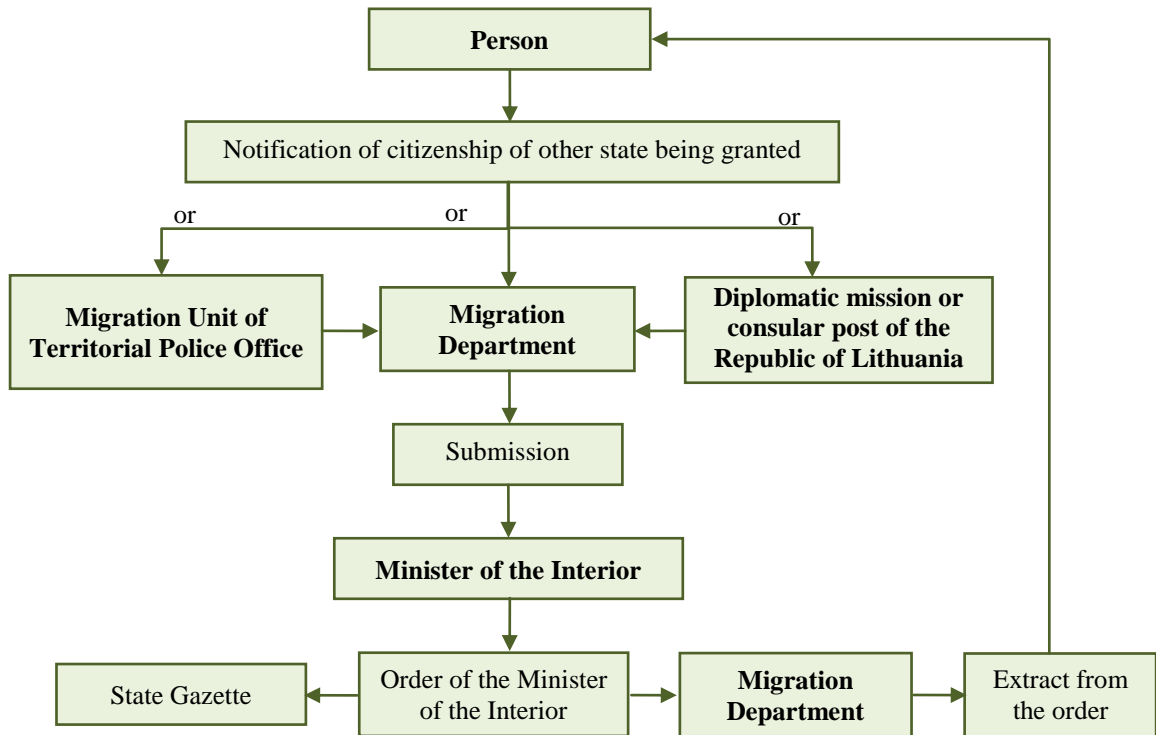 Person
Notification of citizenship of other state being granted
or
or
or
Migration Unit of
Territorial Police Office
Migration
Department
Diplomatic mission or
consular post of the
Republic of Lithuania
Submission
Minister of the Interior
State Gazette
Order of the Minister
of the Interior
Migration
Department
Extract from
the order